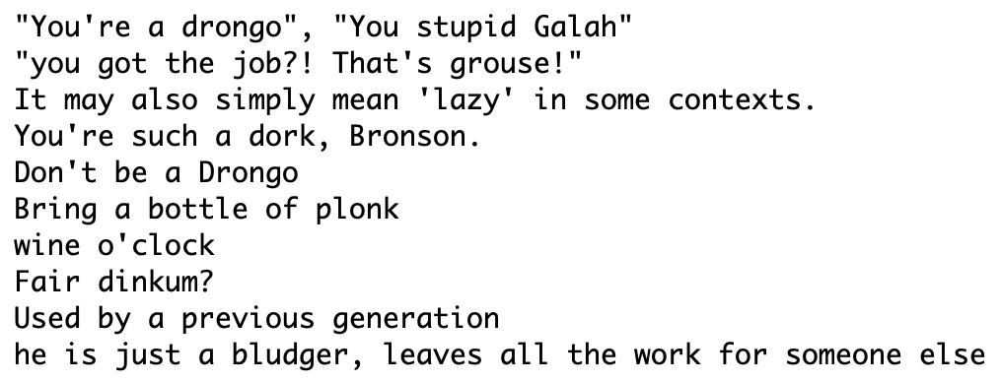 "You're a drongo", "You stupid Galah"
"you got the job?! That's grouse!"
It may also simply mean 'lazy' in some contexts.
You're such a dork, Bronson.
Don't be a Drongo
Bring a bottle of plonk
wine o'clock
Fair dinkum?
Used by a previous generation
he is just a bludger, leaves all the work for someone else